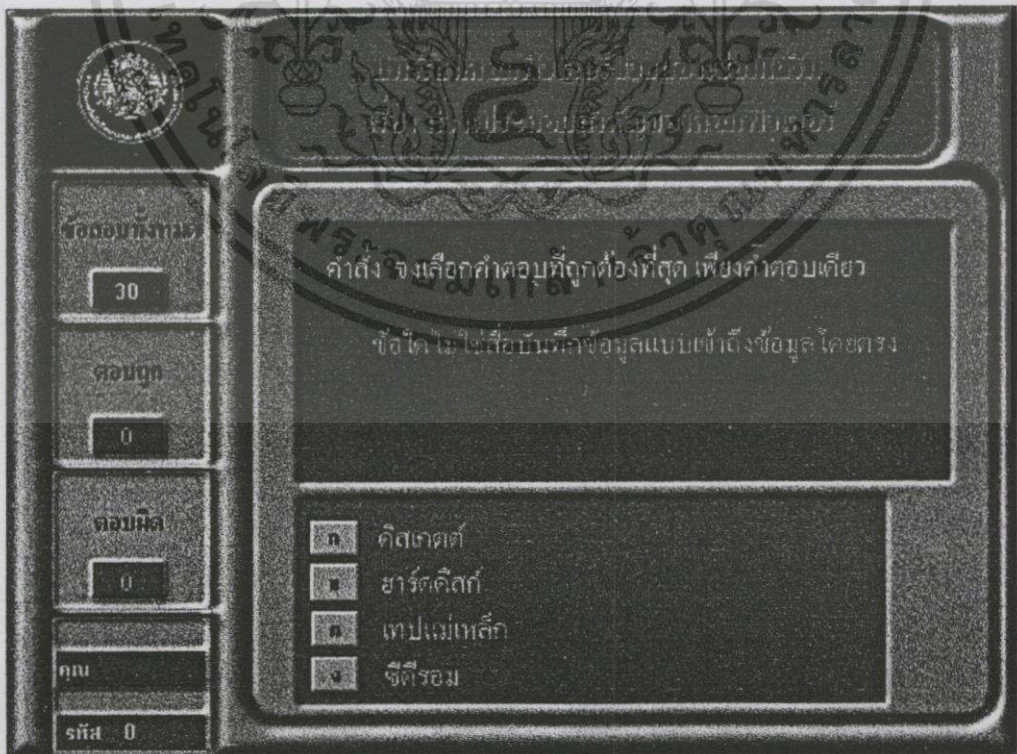 ข้อสอบทั้งหมด
30
ตอบถูก
0
ตอบผิด
0
คุณ
รหัส 0
คำสั่ง จงเลือกคำตอบที่ถูกต้องที่สุด เพียงคำตอบเดียว
ข้อใด ไม่ใช่สื่อบันทึกข้อมูลแบบเข้าถึงข้อมูลโดยตรง
ก ดิสเกตต์
ข ฮาร์ดดิสก์
ค เทปแม่เหล็ก
ง ซีดีรอม